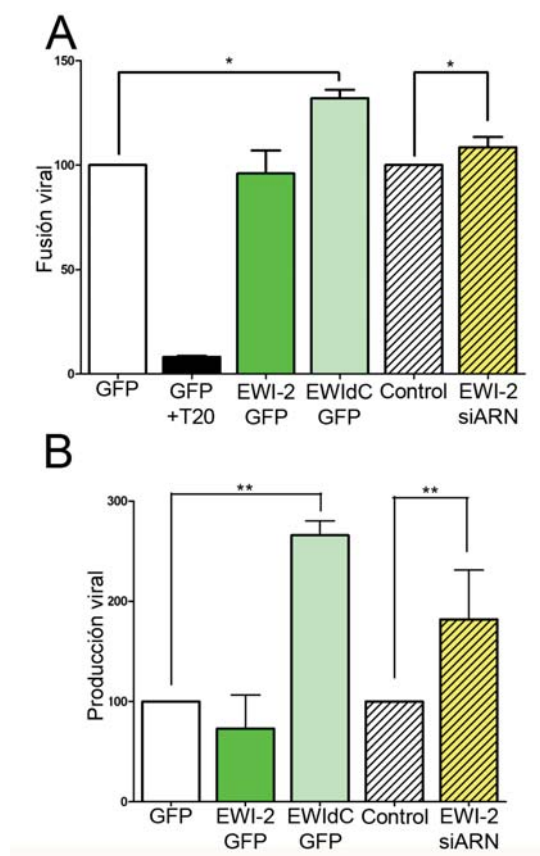 A
150
*
*
100
50
0
Fusión viral
GFP
GFP
+T20
EWI-2
GFP
EWIdC
GFP
Control
EWI-2
siARN
B
300
**
**
200
100
0
Producción viral
GFP
EWI-2
GFP
EWIdC
GFP
Control
EWI-2
siARN